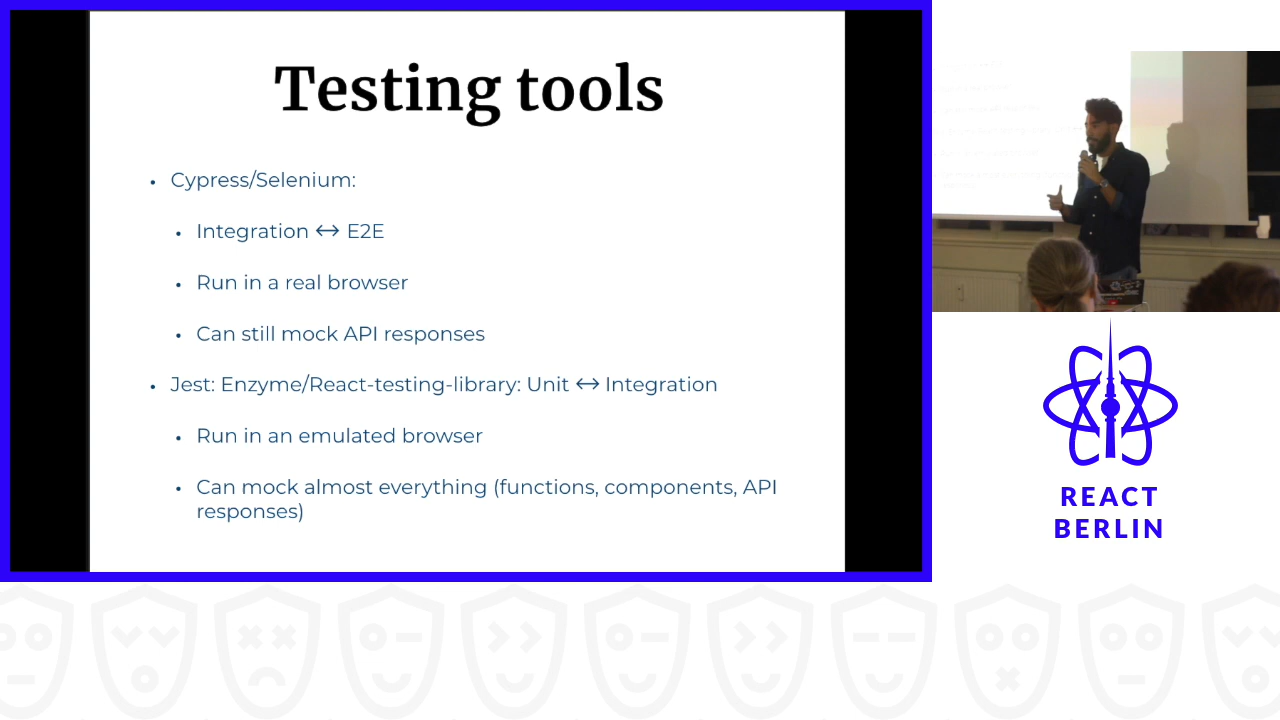 Testing tools
• Cypress/Selenium:
• Integration ↔ E2E
• Run in a real browser
• Can still mock API responses
• Jest: Enzyme/React-testing-library: Unit ↔ Integration
• Run in an emulated browser
• Can mock almost everything (functions, components, API
responses)
REACT
BERLIN